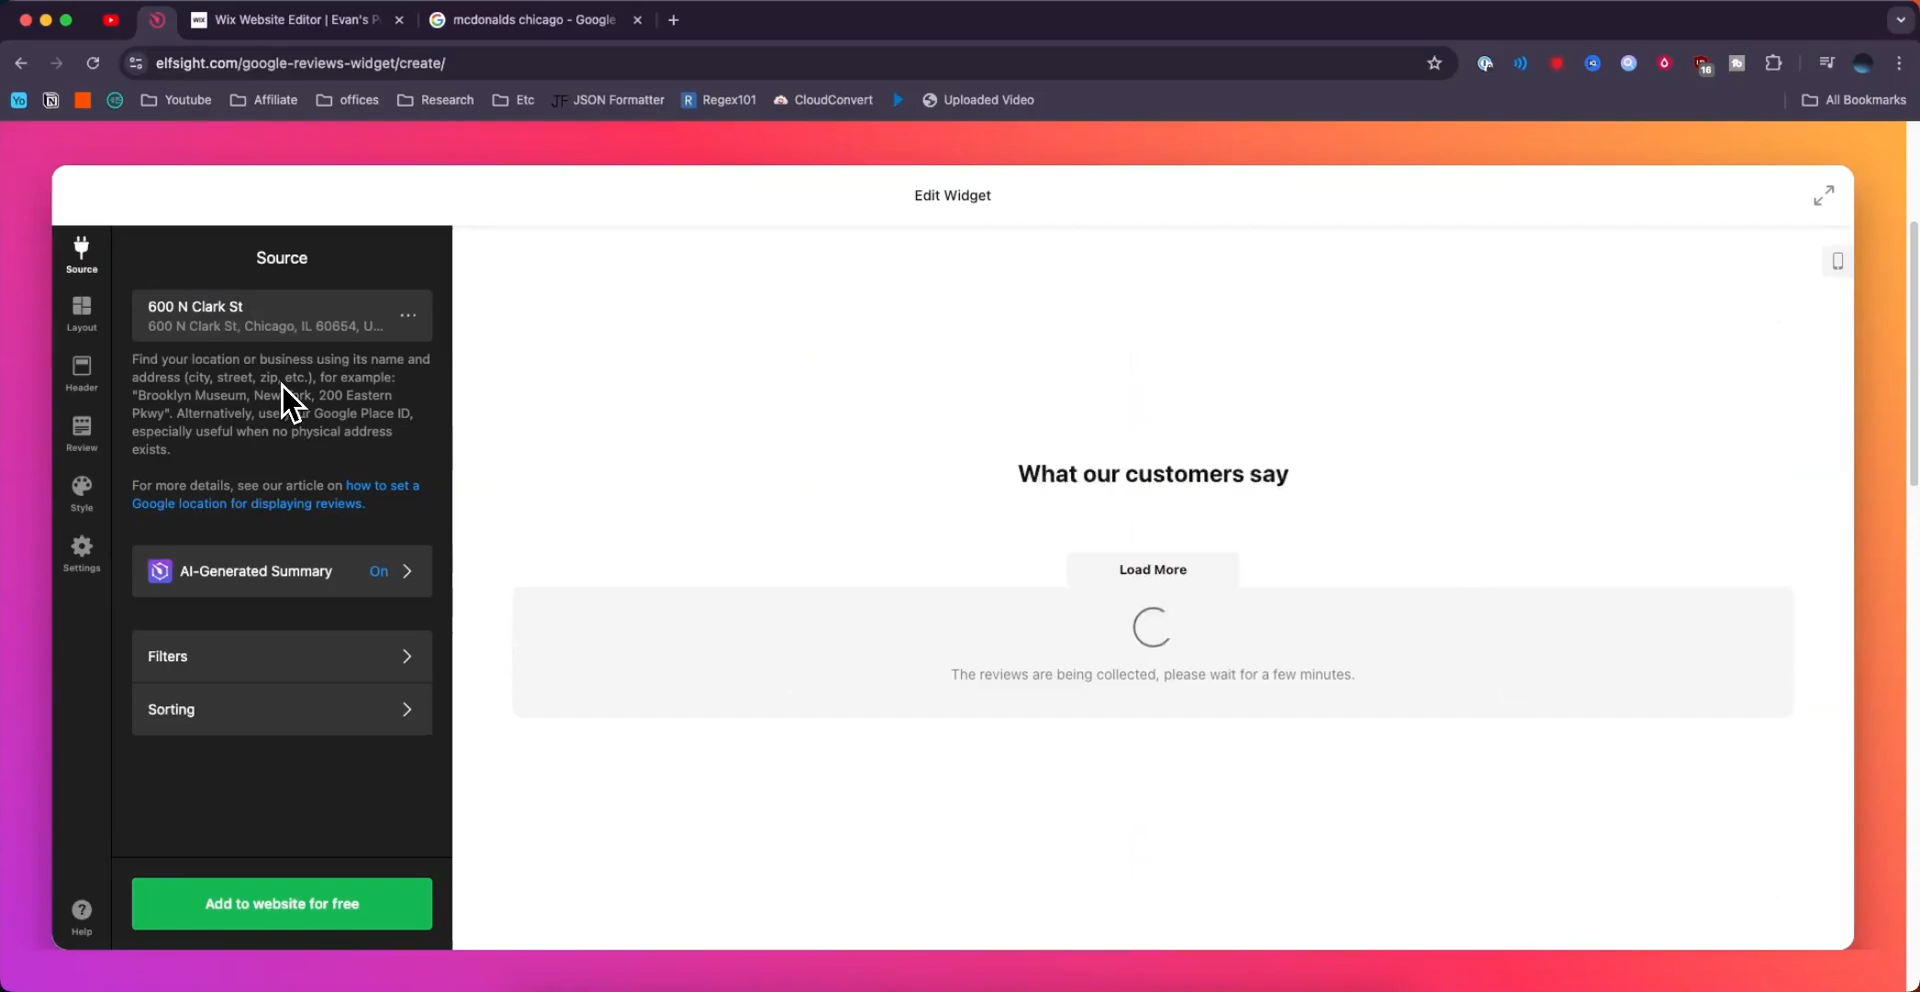 Wix Website Editor | Evan's P
mcdonalds chicago - Google
elfsight.com/google-reviews-widget/create/
16
Youtube
Affiliate
offices
Research
Etc
JSON Formatter
Regex101
CloudConvert
Uploaded Video
All Bookmarks
Edit Widget
Source
Layout
Header
Review
Style
Settings
Help
Source
600 N Clark St
600 N Clark St, Chicago, IL 60654, U...
Find your location or business using its name and
address (city, street, zip, etc.), for example:
"Brooklyn Museum, New rk, 200 Eastern
Pkwy". Alternatively, use r Google Place ID,
especially useful when no physical address
exists.
For more details, see our article on how to set a
Google location for displaying reviews.
AI-Generated Summary On
Filters
Sorting
Add to website for free
What our customers say
Load More
The reviews are being collected, please wait for a few minutes.